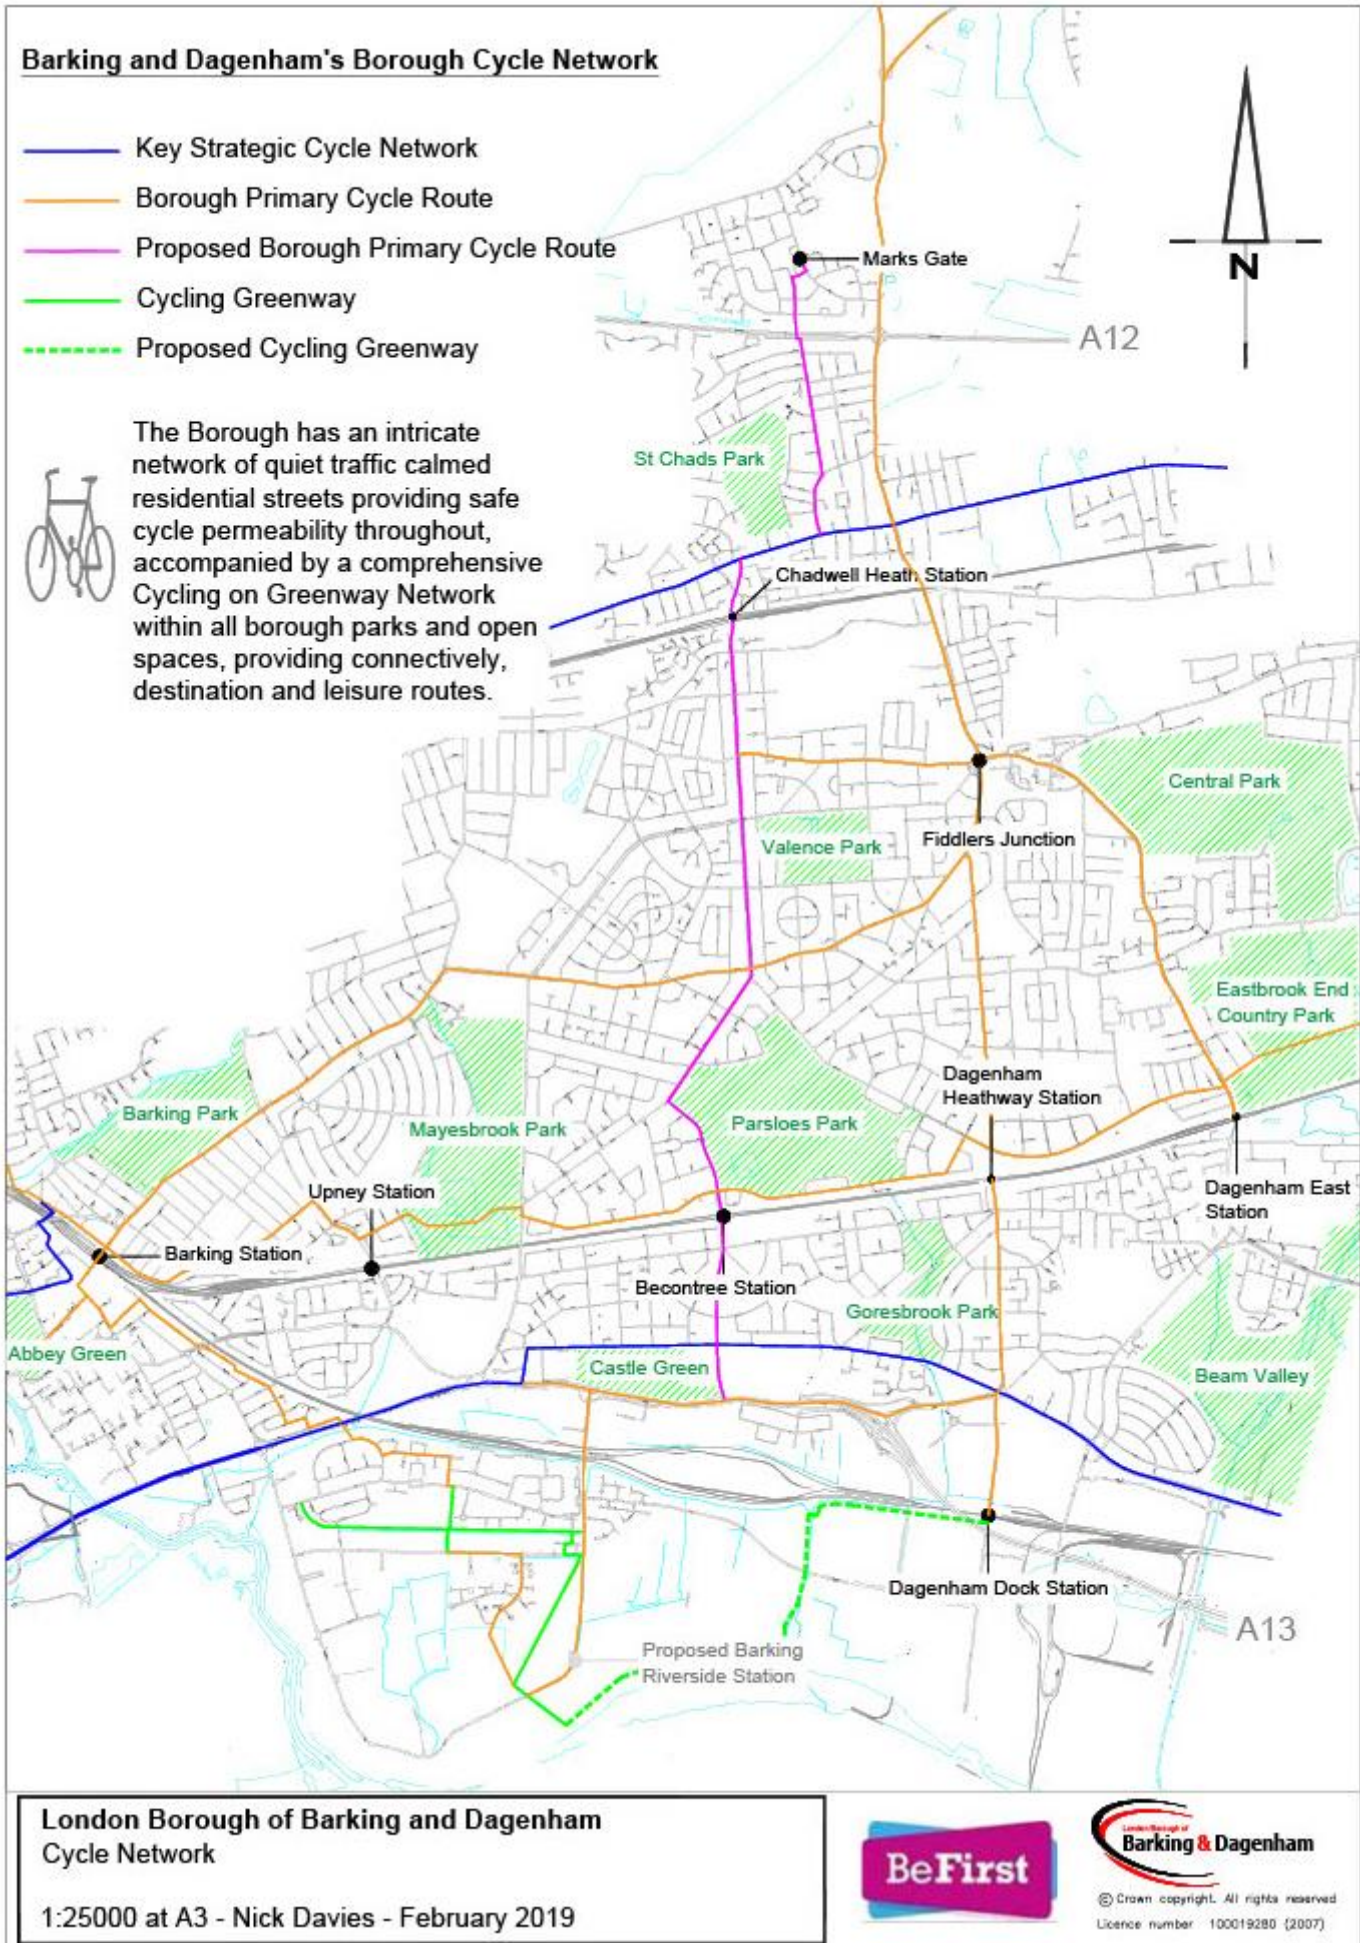 Barking and Dagenham's Borough Cycle Network
Key Strategic Cycle Network
Borough Primary Cycle Route
Proposed Borough Primary Cycle Route
Cycling Greenway
Proposed Cycling Greenway
The Borough has an intricate
network of quiet traffic calmed
residential streets providing safe
cycle permeability throughout,
accompanied by a comprehensive
Cycling on Greenway Network
within all borough parks and open
spaces, providing connectively,
destination and leisure routes.
N
Marks Gate
A12
St Chads Park
Chadwell Heath Station
Central Park
Fiddlers Junction
Valence Park
Eastbrook End
Country Park
Dagenham
Heathway Station
Barking Park
Mayesbrook Park
Parsloes Park
Upney Station
Dagenham East
Station
Barking Station
Becontree Station
Goresbrook Park
Abbey Green
Castle Green
Beam Valley
Dagenham Dock Station
A13
Proposed Barking
Riverside Station
London Borough of Barking and Dagenham
Cycle Network
1:25000 at A3 - Nick Davies - February 2019
BeFirst
London Borough of
Barking & Dagenham
© Crown copyright. All rights reserved
Licence number 100019280 (2007)